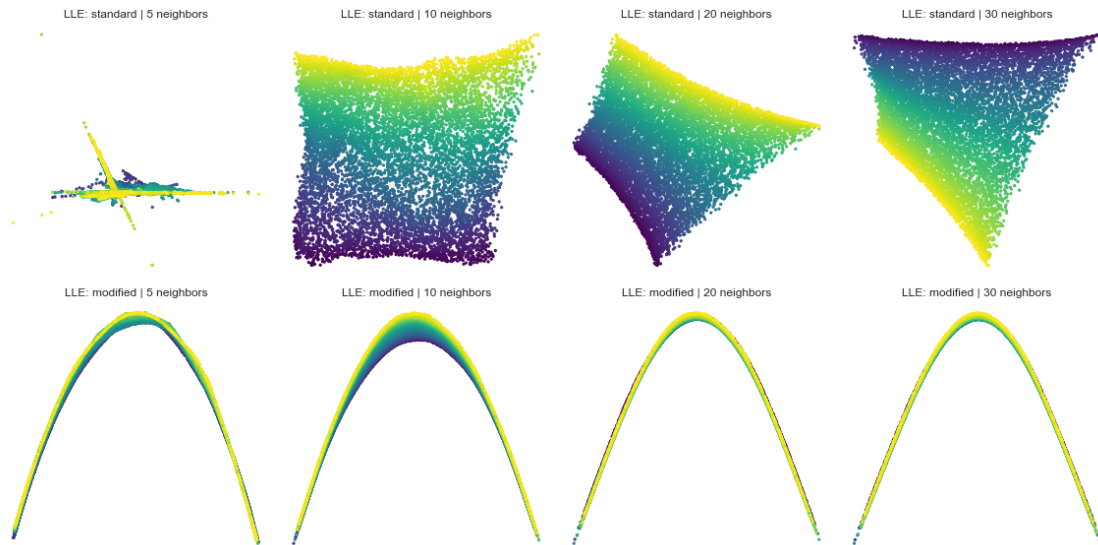 LLE: standard | 5 neighbors
LLE: standard | 10 neighbors
LLE: standard | 20 neighbors
LLE: standard | 30 neighbors
LLE: modified | 5 neighbors
LLE: modified | 10 neighbors
LLE: modified | 20 neighbors
LLE: modified | 30 neighbors